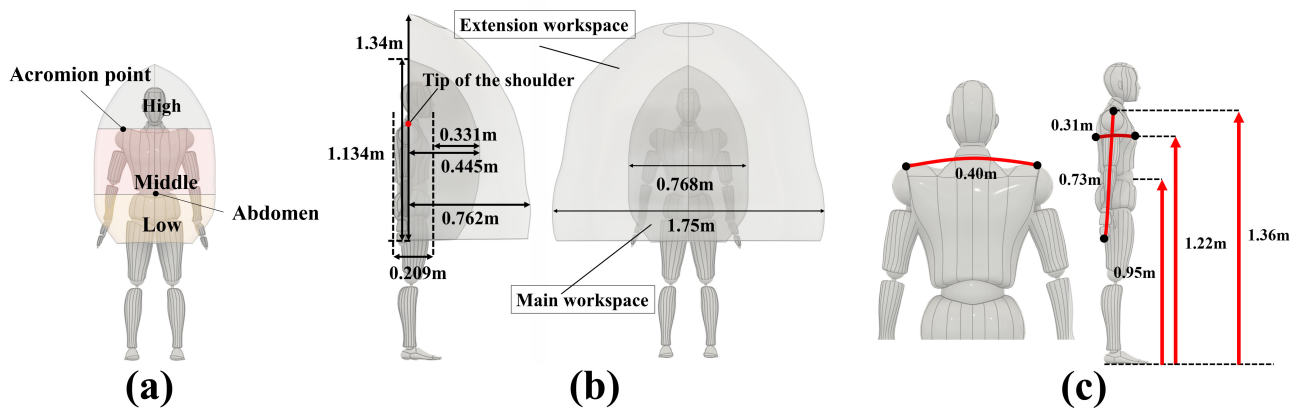 Acromion point
High
Middle
Abdomen
Low
(a)
1.34m
Extension workspace
Tip of the shoulder
0.331m
0.445m
1.134m
0.762m
0.209m
0.768m
1.75m
Main workspace
(b)
0.40m
0.31m
0.73m
0.95m
1.22m
1.36m
(c)